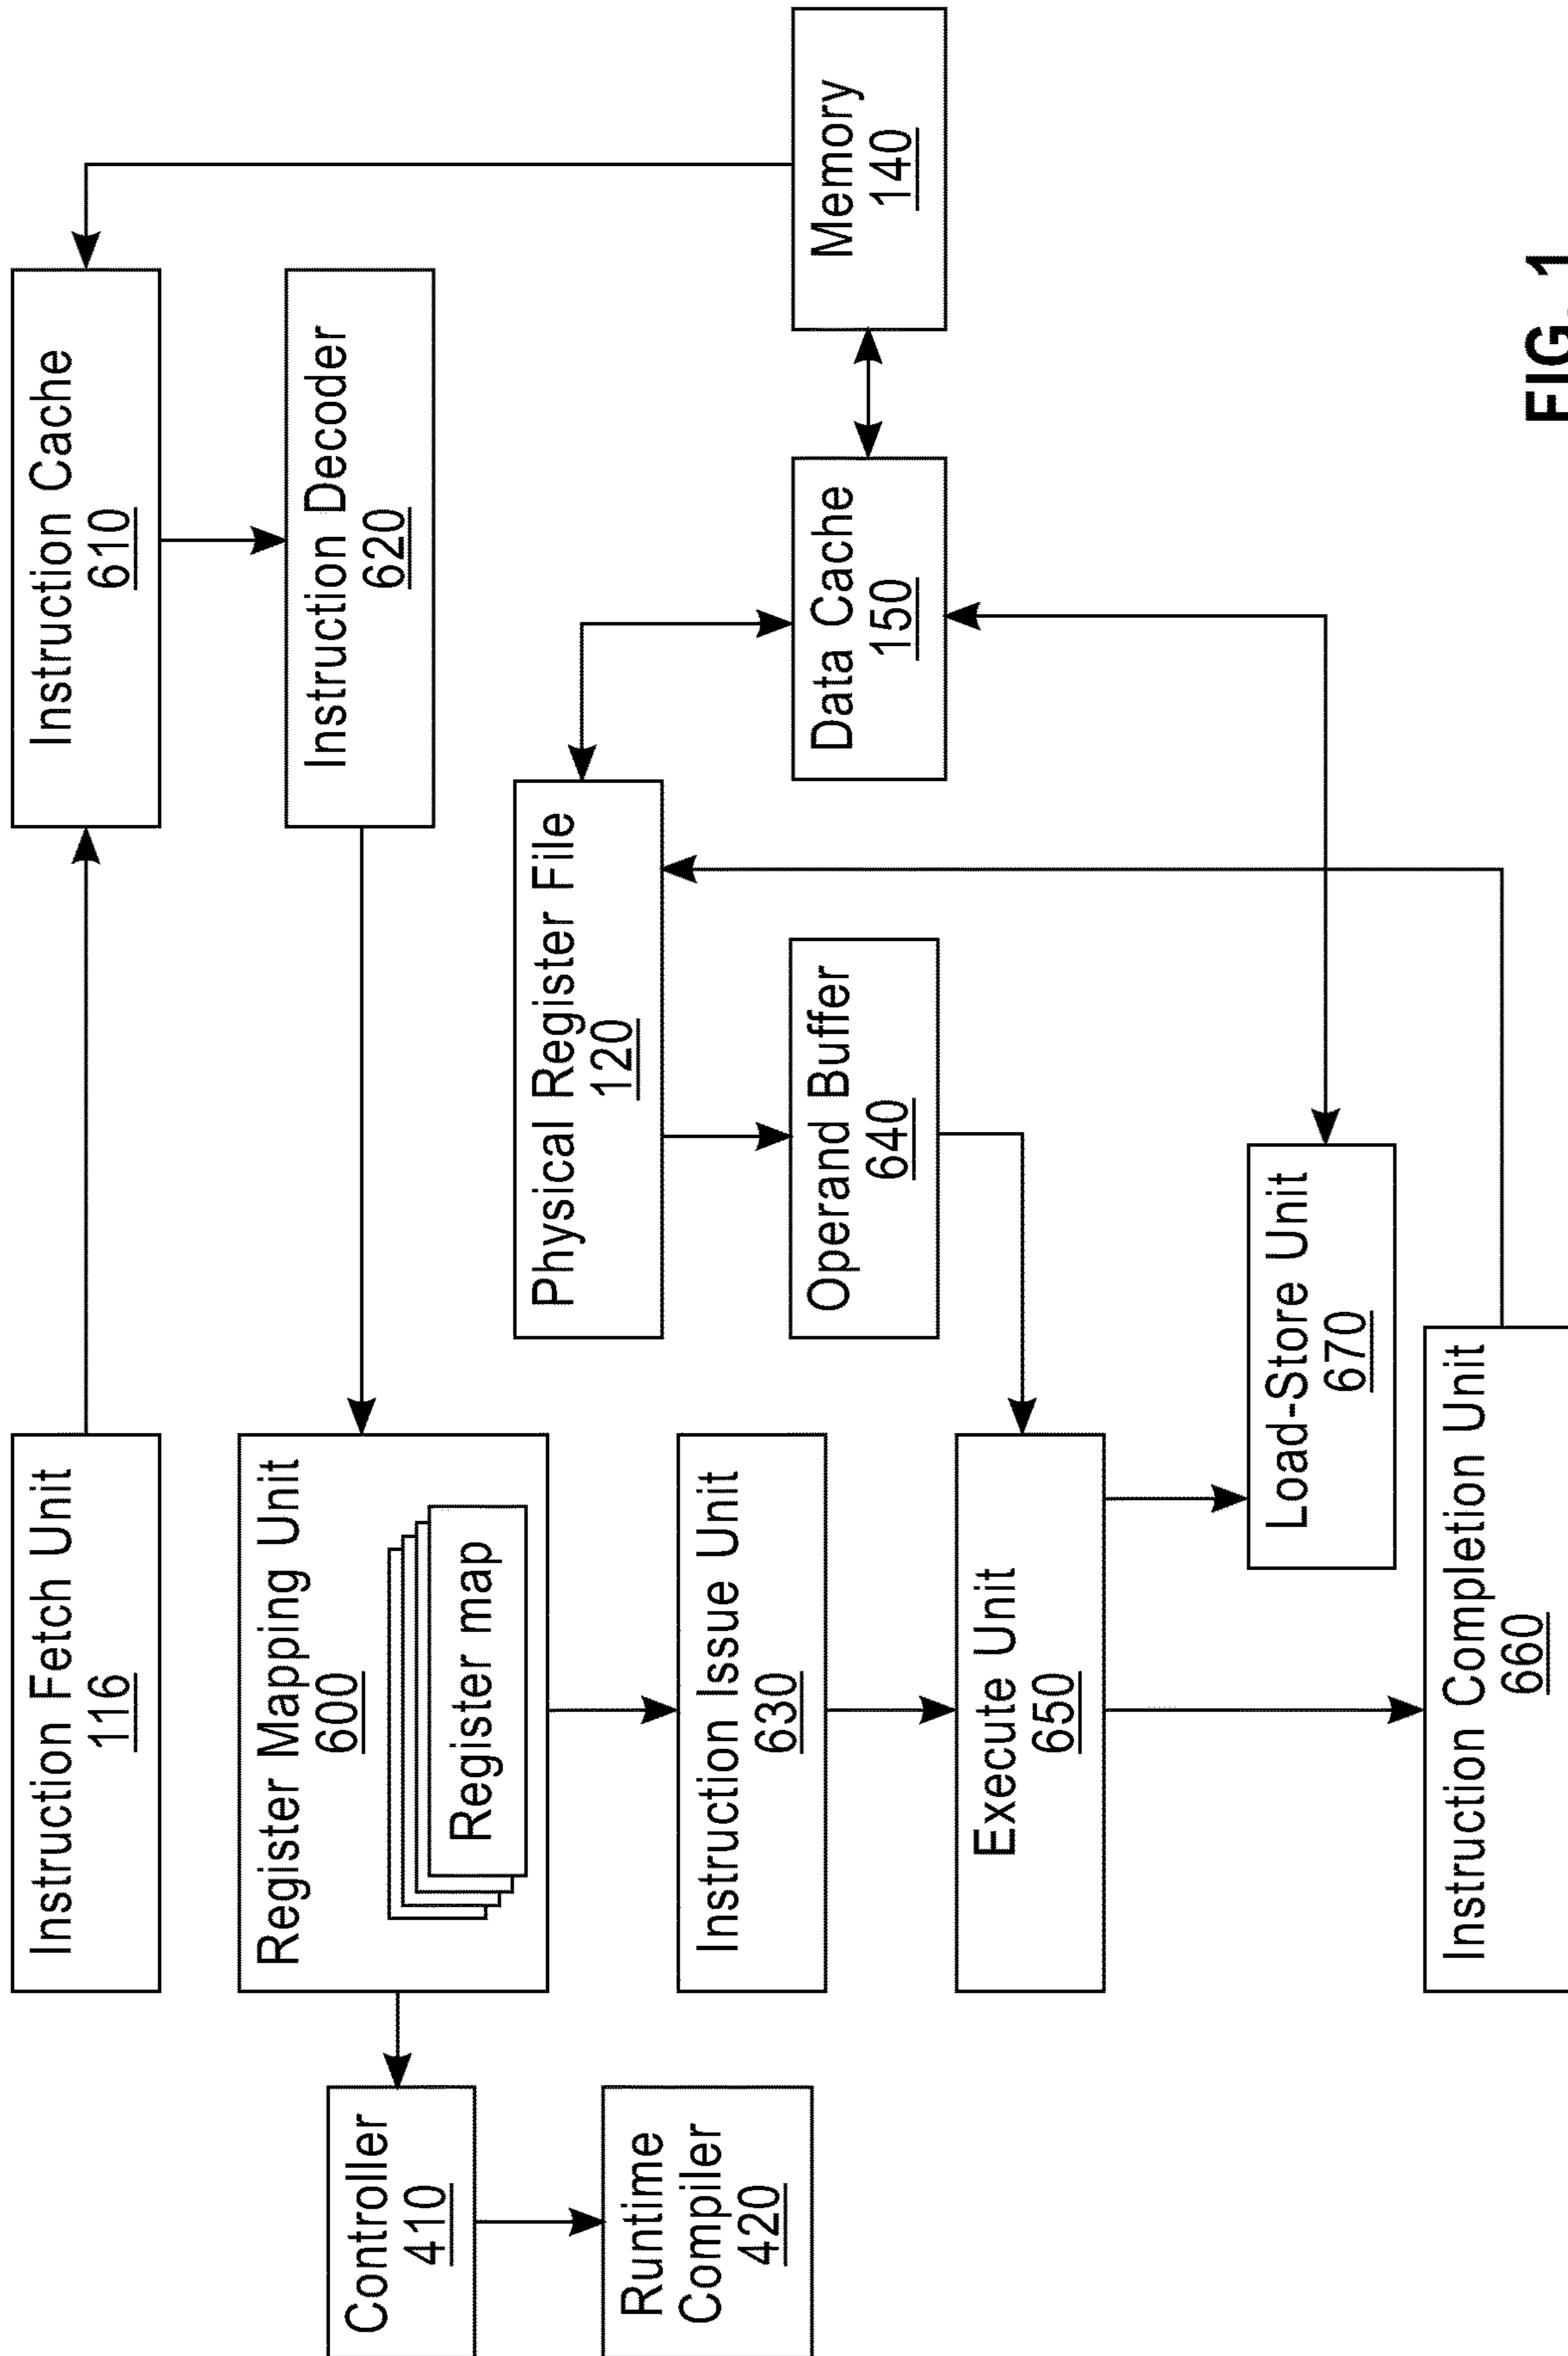 Instruction Fetch Unit
116
Instruction Cache
610
Register Mapping Unit
600
Register map
Instruction Decoder
620
Controller
410
Runtime
Compiler
420
Physical Register File
120
Instruction Issue Unit
630
Operand Buffer
640
Data Cache
150
Memory
140
Execute Unit
650
Load-Store Unit
670
Instruction Completion Unit
660
FIG. 1